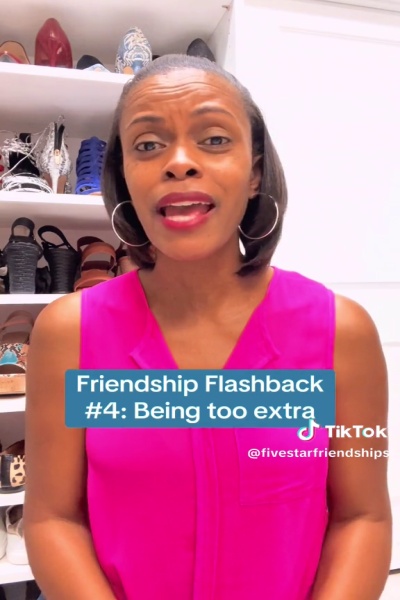 Friendship Flashback
#4: Being too extra
TikTok
@fivestarfriendships